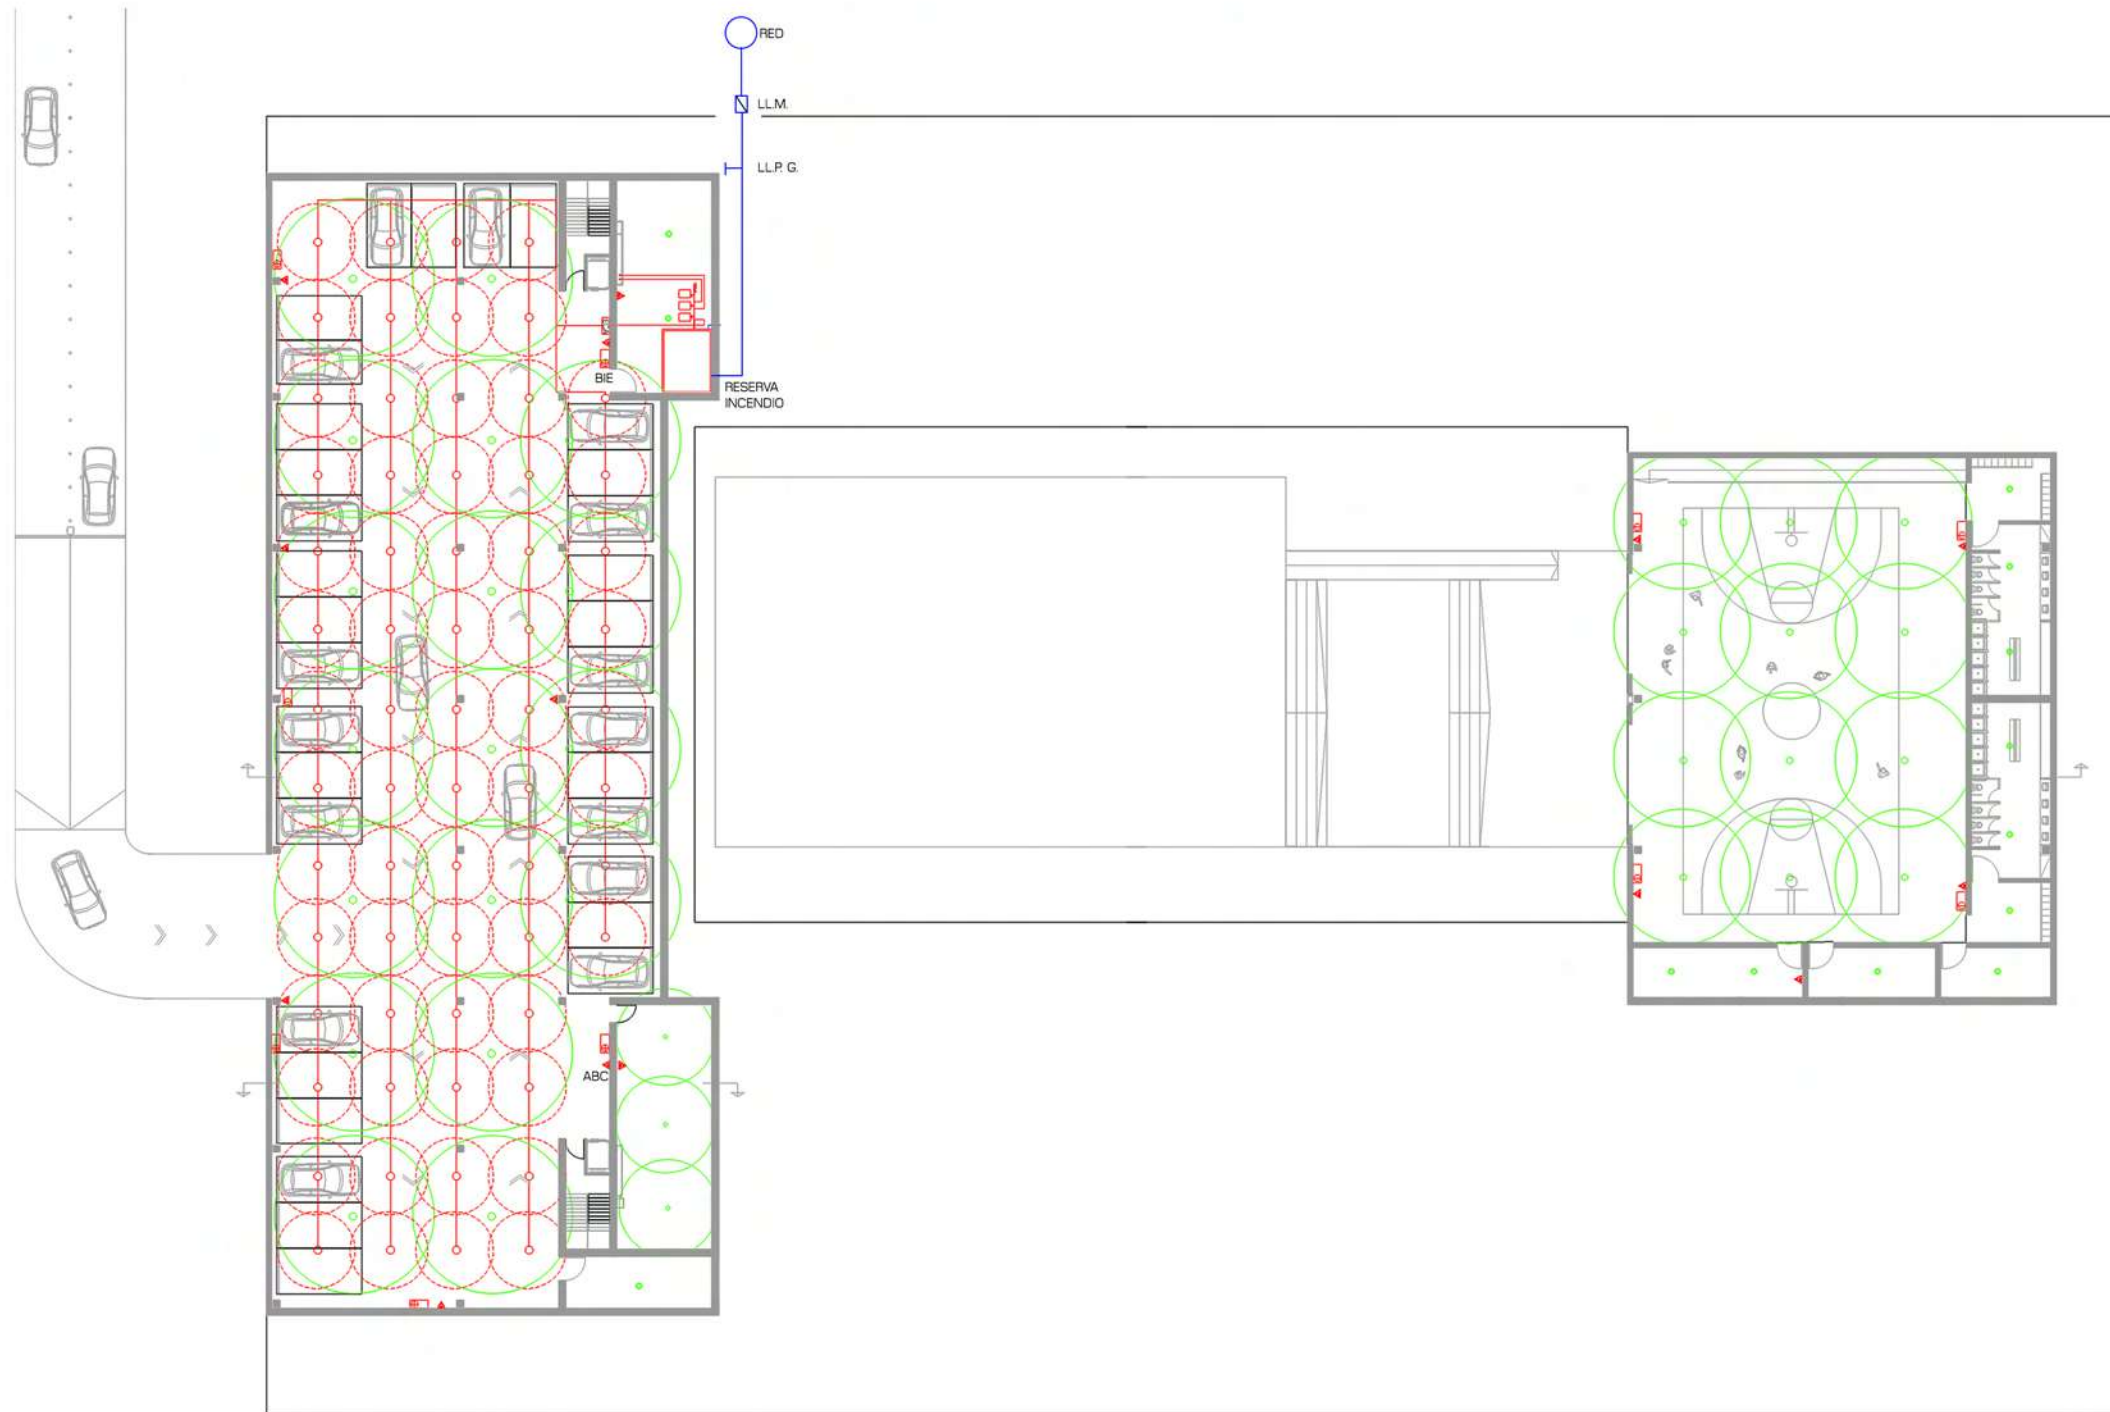 RED
LL.M.
LL.P. G.
BIE
RESERVA
INCENDIO
ABC